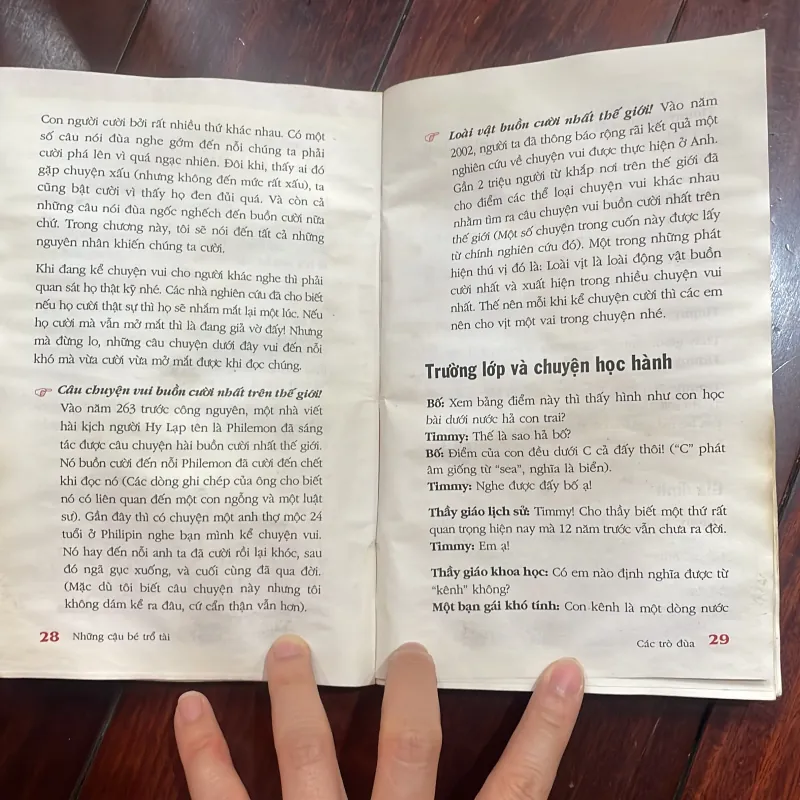 Con người cười bởi rất nhiều thứ khác nhau. Có một
số câu nói đùa nghe gớm đến nỗi chúng ta phải
cười phá lên vì quá ngạc nhiên. Đôi khi, thấy ai đó
gặp chuyện xấu (nhưng không đến mức rất xấu), ta
cũng bật cười vì thấy họ đen đủi quá. Và còn cả
những câu nói đùa ngốc nghếch đến buồn cười nữa
chứ. Trong chương này, tôi sẽ nói đến tất cả những
nguyên nhân khiến chúng ta cười.
Khi đang kể chuyện vui cho người khác nghe thì phải
quan sát họ thật kỹ nhé. Các nhà nghiên cứu đã cho biết
nếu họ cười thật sự thì họ sẽ nhắm mắt lại một lúc. Nếu
họ cười mà vẫn mở mắt thì là đang giả vờ đấy! Nhưng
mà đừng lo, những câu chuyện dưới đây vui đến nỗi
khó mà vừa cười vừa mở mắt được khi đọc chúng.
Câu chuyện vui buồn cười nhất trên thế giới!
Vào năm 263 trước công nguyên, một nhà viết
hài kịch người Hy Lạp tên là Philemon đã sáng
tác được câu chuyện hài buồn cười nhất thế giới.
Nó buồn cười đến nỗi Philemon đã cười đến chết
khi đọc nó (Các dòng ghi chép của ông cho biết
nó có liên quan đến một con ngỗng và một luật
sư). Gần đây thì có chuyện một anh thợ mộc 24
tuổi ở Philipin nghe bạn mình kể chuyện vui.
Nó hay đến nỗi anh ta đã cười rồi lại khóc, sau
đó ngã gục xuống, và cuối cùng đã qua đời.
(Mặc dù tôi biết câu chuyện này nhưng tôi
không dám kể ra đâu, cứ cẩn thận vẫn hơn).
28 Những cậu bé trổ tài
Loài vật buồn cười nhất thế giới! Vào năm
2002, người ta đã thông báo rộng rãi kết quả một
nghiên cứu về chuyện vui được thực hiện ở Anh.
Gần 2 triệu người từ khắp nơi trên thế giới đã
cho điểm các thể loại chuyện vui khác nhau
nhằm tìm ra câu chuyện vui buồn cười nhất trên
thế giới (Một số chuyện trong cuốn này được lấy
từ chính nghiên cứu đó). Một trong những phát
hiện thú vị đó là: Loài vịt là loài động vật buồn
cười nhất và xuất hiện trong nhiều chuyện vui
nhất. Thế nên mỗi khi kể chuyện cười thì các em
nên cho vịt một vai trong chuyện nhé.
Trường lớp và chuyện học hành
Bố: Xem bảng điểm này thì thấy hình như con học
bài dưới nước hả con trai?
Timmy: Thế là sao hả bố?
Bố: Điểm của con đều dưới C cả đấy thôi! (“C” phát
âm giống từ “sea”, nghĩa là biển).
Timmy: Nghe được đấy bố ạ!
Thầy giáo lịch sử: Timmy! Cho thầy biết một thứ rất
quan trọng hiện nay mà 12 năm trước vẫn chưa ra đời.
Timmy: Em ạ!
Thầy giáo khoa học: Có em nào định nghĩa được từ
“kênh” không?
Một bạn gái khó tính: Con kênh là một dòng nước
Các trò đùa 29